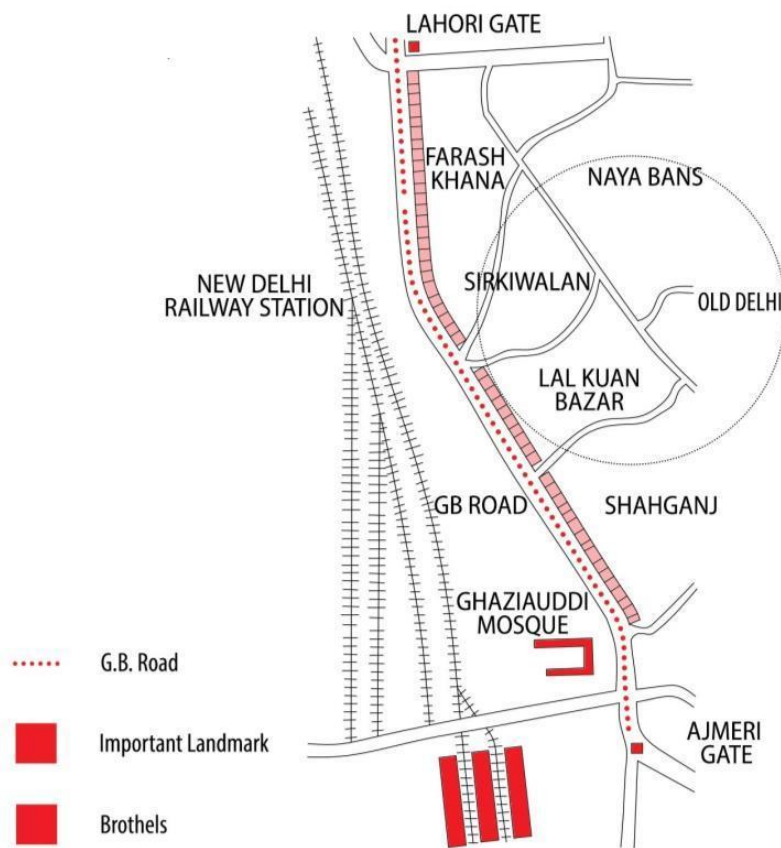 LAHORI GATE
FARASH
KHANA
NAYA BANS
NEW DELHI
RAILWAY STATION
SIRKIWALAN
OLD DELHI
LAL KUAN
BAZAR
GB ROAD
SHAHGANJ
GHAZIAUDDI
MOSQUE
G.B. Road
Important Landmark
AJMERI
GATE
Brothels